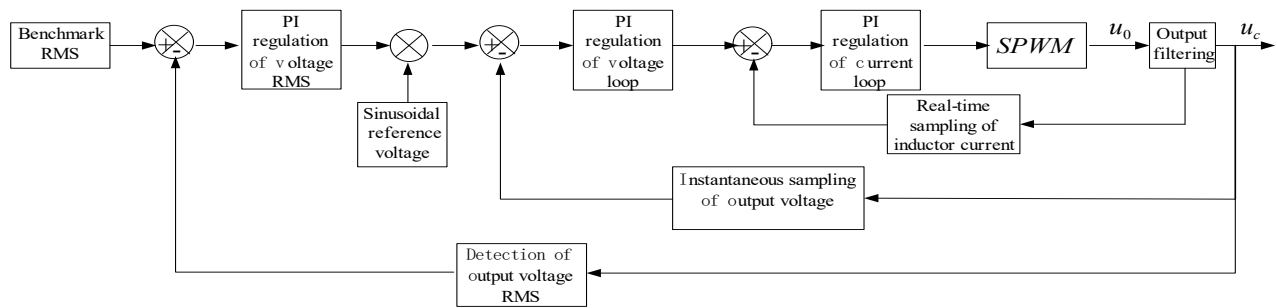 Benchmark
RMS
+
-
PI
regulation
of voltage
RMS
Sinusoidal
reference
voltage
+
-
PI
regulation
of voltage
loop
+
-
PI
regulation
of current
loop
SPWM
u0
Output
filtering
uc
Real-time
sampling of
inductor current
Instantaneous sampling
of output voltage
Detection of
output voltage
RMS